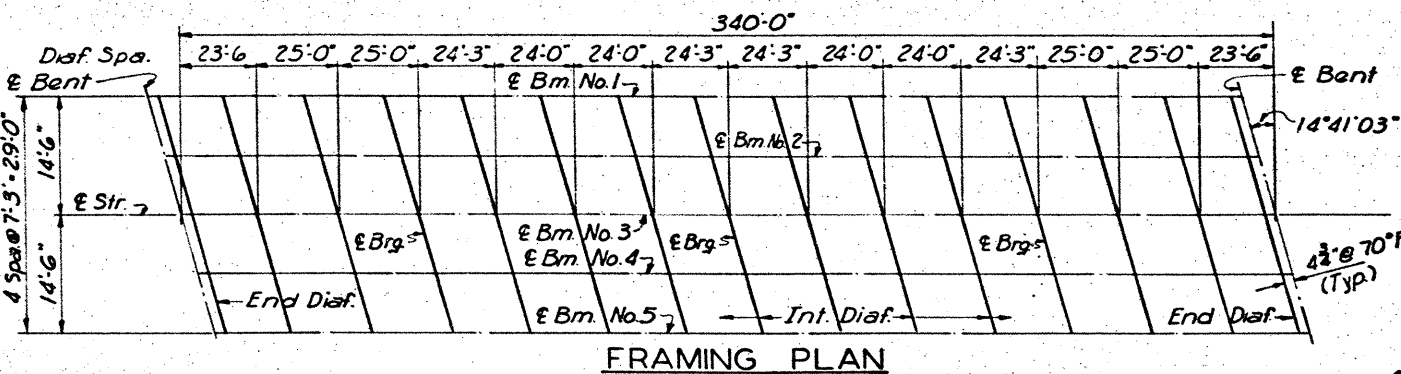 340'-0"
Diaf. Spa. 23'-6 25'-0" 25'-0" 24'-3" 24'-0" 24'-0" 24'-3" 24'-3" 24'-0" 24'-0" 24'-3" 25'-0" 25'-0" 23'-6"
℄ Bent ℄ Bm. No.1 ℄ Bent
14°41'03"
4 Spa.@ 7'-3"=29'-0"
14'-6"
℄ Bm. No. 2
℄ Str.
14'-6"
℄ Brg.s ℄ Bm. No. 3 ℄ Brg.s ℄ Brg.s
℄ Bm. No. 4
4¾"@ 70°F
(Typ.)
End Diaf. ℄ Bm. No. 5 Int. Diaf. End Diaf.
FRAMING PLAN